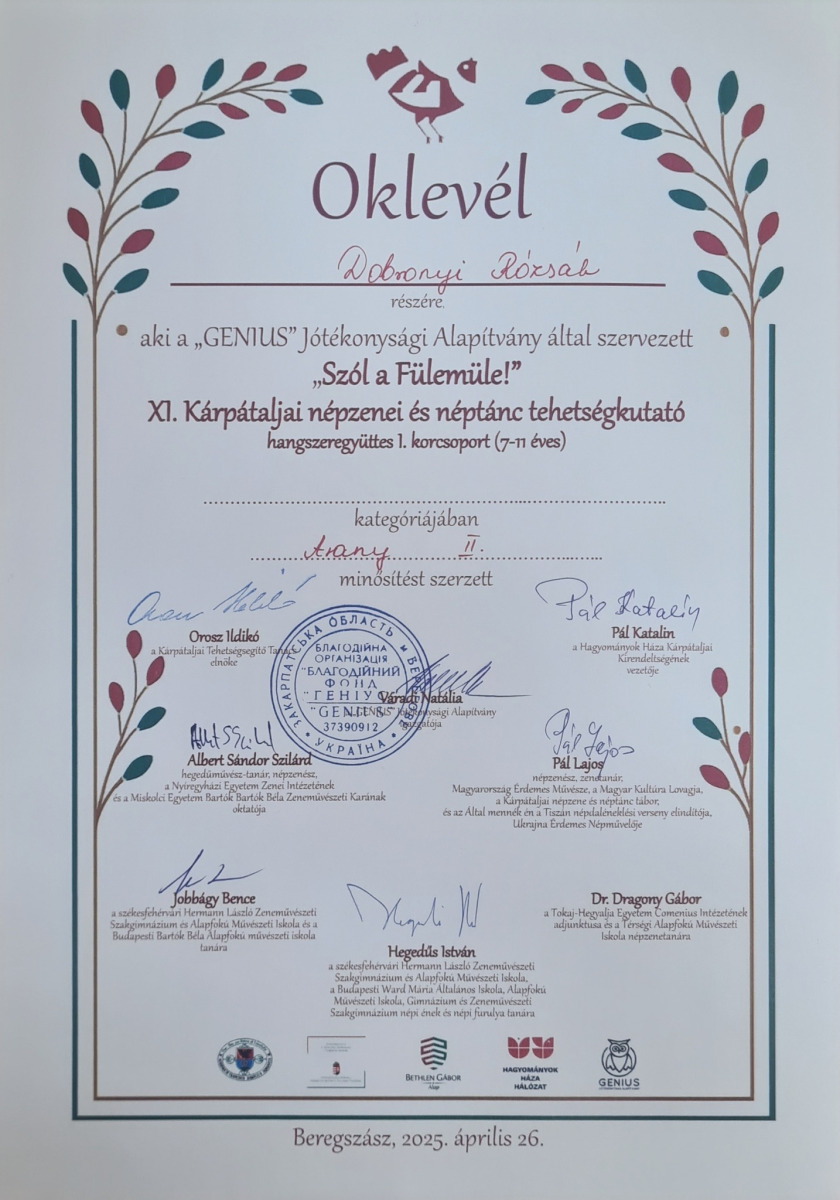 Oklevél
Dobronyi Rózsák
részére,
aki a „GENIUS” Jótékonysági Alapítvány által szervezett
„Szól a Fülemüle!”
XI. Kárpátaljai népzenei és néptánc tehetségkutató
hangszeregyüttes I. korcsoport (7-11 éves)
kategóriájában
Arany II.
minősítést szerzett
Orosz Ildikó
a Kárpátaljai Tehetségsegítő Tanács
elnöke
Pál Katalin
Pál Katalin
a Hagyományok Háza Kárpátaljai
Kirendeltségének
vezetője
ЗАКАРПАТСЬКА ОБЛАСТЬ
БЛАГОДІЙНА
ОРГАНІЗАЦІЯ
"БЛАГОДІЙНИЙ
ФОНД
"ГЕНІУС"
"GENIUS"
37390912
УКРАЇНА
Váradi Natália
a „GENIUS” Jótékonysági Alapítvány
igazgatója
Albert Sándor Szilárd
hegedűművész-tanár, népzenész,
a Nyíregyházi Egyetem Zenei Intézetének
és a Miskolci Egyetem Bartók Bartók Béla Zeneművészeti Karának
oktatója
Pál Lajos
Pál Lajos
népzenész, zenetanár,
Magyarország Érdemes Művésze, a Magyar Kultúra Lovagja,
a Kárpátaljai népzene és néptánc tábor,
és az Által mennék én a Tiszán népdaléneklési verseny elindítója,
Ukrajna Érdemes Népművelője
Jobbágy Bence
a székesfehérvári Hermann László Zeneművészeti
Szakgimnázium és Alapfokú Művészeti Iskola és a
Budapesti Bartók Béla Alapfokú művészeti iskola
tanára
Hegedűs István
a székesfehérvári Hermann László Zeneművészeti
Szakgimnázium és Alapfokú Művészeti Iskola,
a Budapesti Ward Mária Általános Iskola, Alapfokú
Művészeti Iskola, Gimnázium és Zeneművészeti
Szakgimnázium népi ének és népi furulya tanára
Dr. Dragony Gábor
a Tokaj-Hegyalja Egyetem Comenius Intézetének
adjunktusa és a Térségi Alapfokú Művészeti
Iskola népzenetanára
BETHLEN GÁBOR
Alap
HAGYOMÁNYOK
HÁZA
HÁLÓZAT
GENIUS
Beregszász, 2025. április 26.